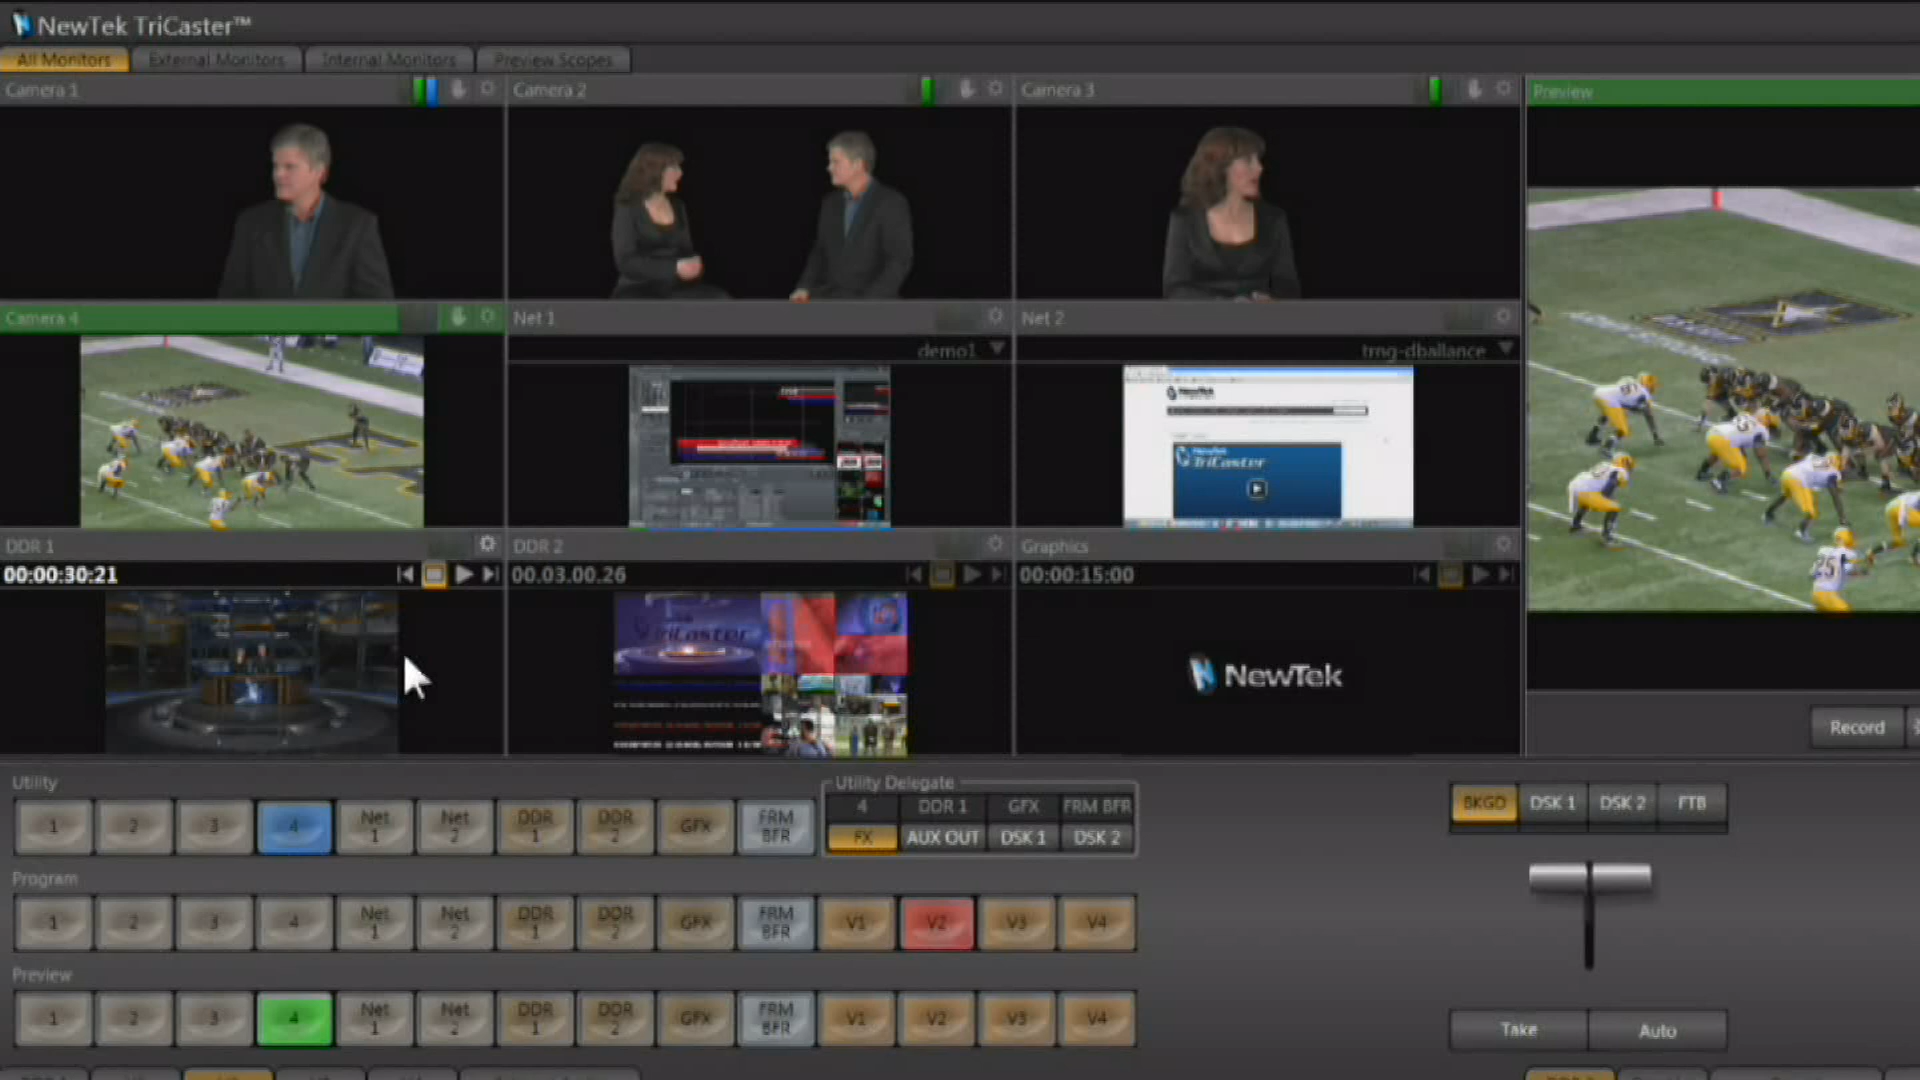 NewTek TriCaster™
All Monitors External Monitors Internal Monitors Preview Scopes
Camera 1 Camera 2 Camera 3 Preview
Camera 4 Net 1 Net 2
demo1 trng-dballance
NewTek
NewTek
TriCaster
DDR 1 DDR 2 Graphics
00:00:30:21 00.03.00.26 00:00:15:00
TriCaster
NewTek
25
Record
Utility
1 2 3 4 Net 1 Net 2 DDR 1 DDR 2 GFX FRM BFR
Utility Delegate
4 DDR 1 GFX FRM BFR
FX AUX OUT DSK 1 DSK 2
BKGD DSK 1 DSK 2 FTB
Program
1 2 3 4 Net 1 Net 2 DDR 1 DDR 2 GFX FRM BFR V1 V2 V3 V4
Preview
1 2 3 4 Net 1 Net 2 DDR 1 DDR 2 GFX FRM BFR V1 V2 V3 V4
Take Auto